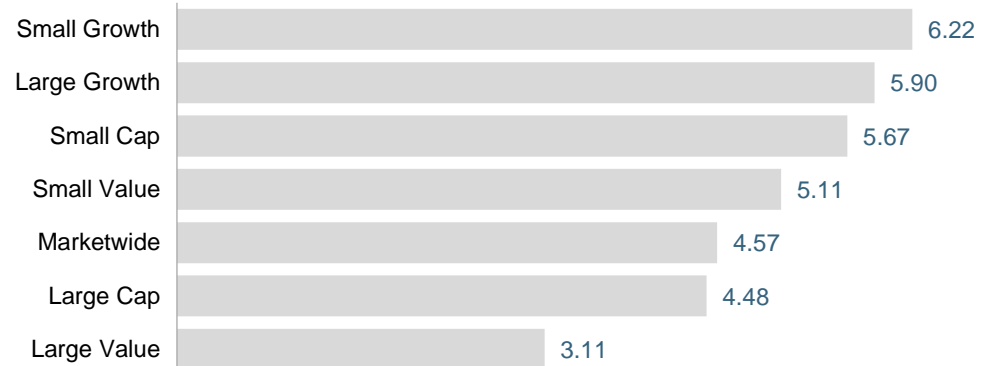 Small Growth 6.22
Large Growth 5.90
Small Cap 5.67
Small Value 5.11
Marketwide 4.57
Large Cap 4.48
Large Value 3.11